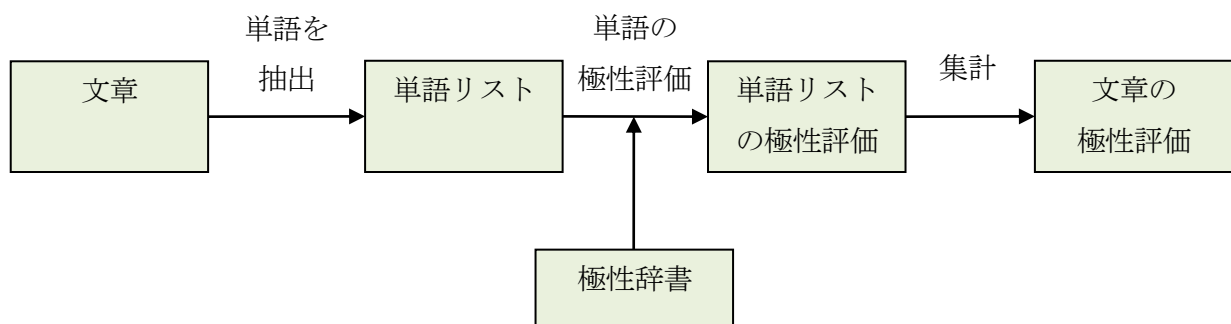 文章
単語を
抽出
単語リスト
単語の
極性評価
単語リスト
の極性評価
集計
文章の
極性評価
極性辞書